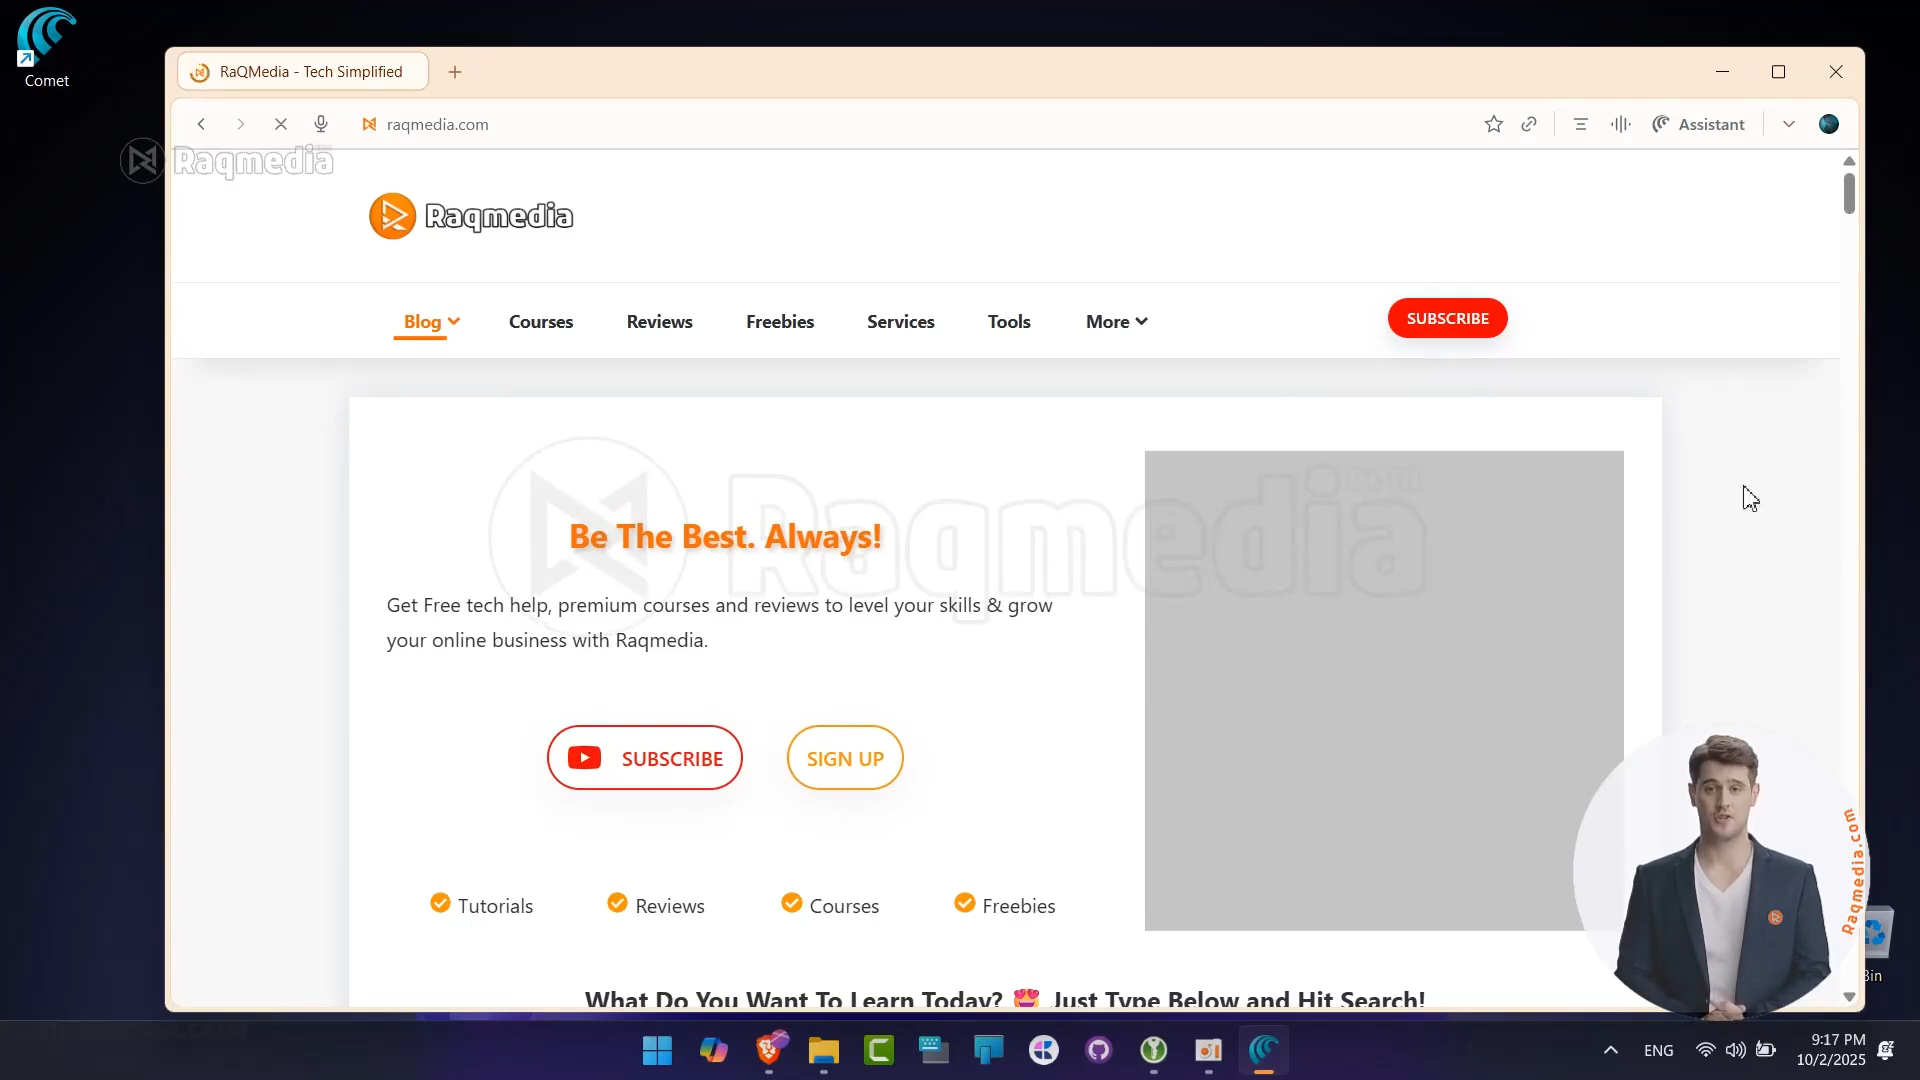 Comet
RaQMedia - Tech Simplified
raqmedia.com
Assistant
Raqmedia
Raqmedia
Blog
Courses
Reviews
Freebies
Services
Tools
More
SUBSCRIBE
Raqmedia
Be The Best. Always!
Get Free tech help, premium courses and reviews to level your skills & grow
your online business with Raqmedia.
SUBSCRIBE
SIGN UP
Tutorials
Reviews
Courses
Freebies
Raqmedia.com
Bin
What Do You Want To Learn Today? 😍 Just Type Below and Hit Search!
ENG
9:17 PM
10/2/2025